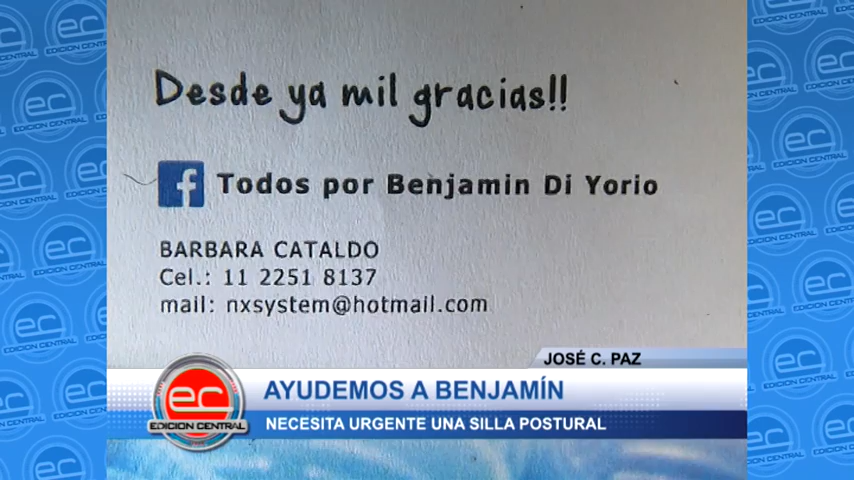 Desde ya mil gracias!!
f Todos por Benjamin Di Yorio
BARBARA CATALDO
Cel.: 11 2251 8137
mail: nxsystem@hotmail.com
JOSÉ C. PAZ
AYUDEMOS A BENJAMÍN
NECESITA URGENTE UNA SILLA POSTURAL
ec
EDICION CENTRAL